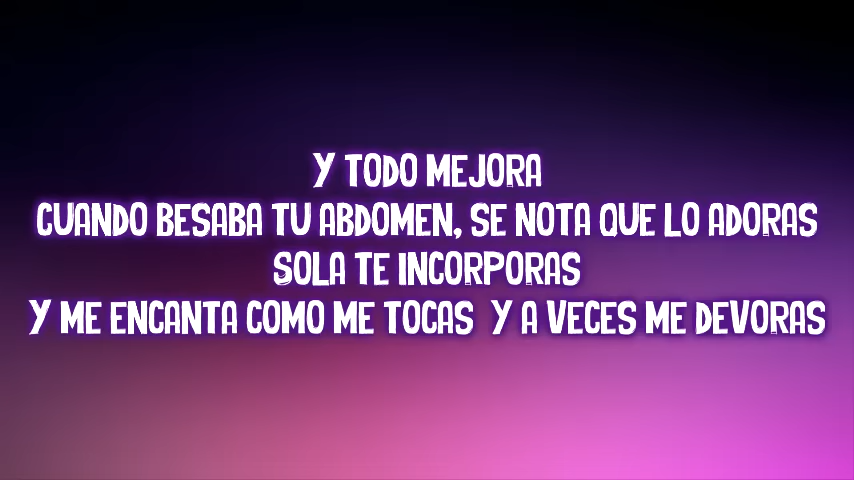 Y TODO MEJORA
CUANDO BESABA TU ABDOMEN, SE NOTA QUE LO ADORAS
SOLA TE INCORPORAS
Y ME ENCANTA COMO ME TOCAS Y A VECES ME DEVORAS